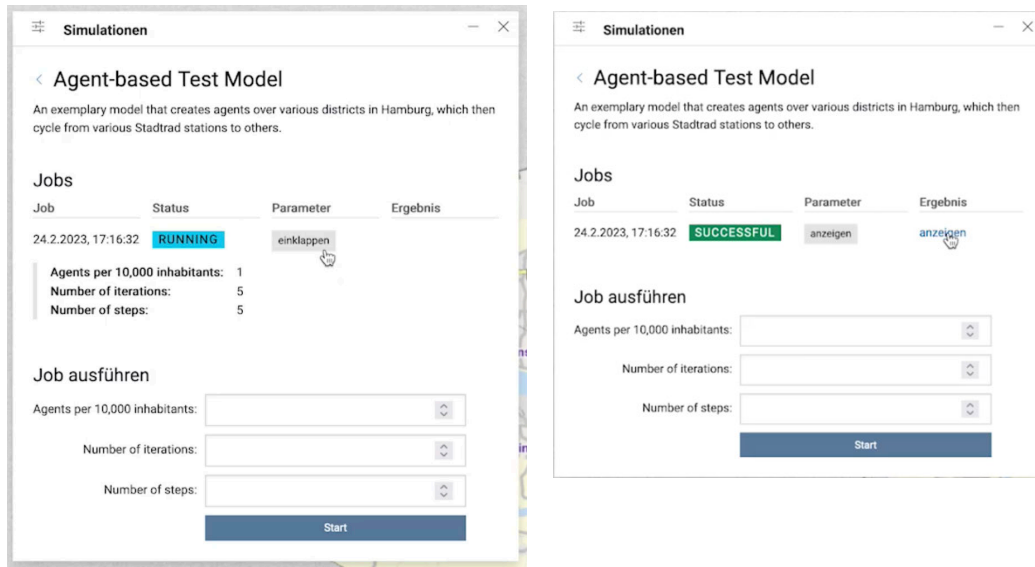 Simulationen
Agent-based Test Model
An exemplary model that creates agents over various districts in Hamburg, which then
cycle from various Stadtrad stations to others.
Jobs
Job Status Parameter Ergebnis
24.2.2023, 17:16:32 RUNNING einklappen
Agents per 10,000 inhabitants: 1
Number of iterations: 5
Number of steps: 5
Job ausführen
Agents per 10,000 inhabitants:
Number of iterations:
Number of steps:
Start
Simulationen
Agent-based Test Model
An exemplary model that creates agents over various districts in Hamburg, which then
cycle from various Stadtrad stations to others.
Jobs
Job Status Parameter Ergebnis
24.2.2023, 17:16:32 SUCCESSFUL anzeigen anzeigen
Job ausführen
Agents per 10,000 inhabitants:
Number of iterations:
Number of steps:
Start